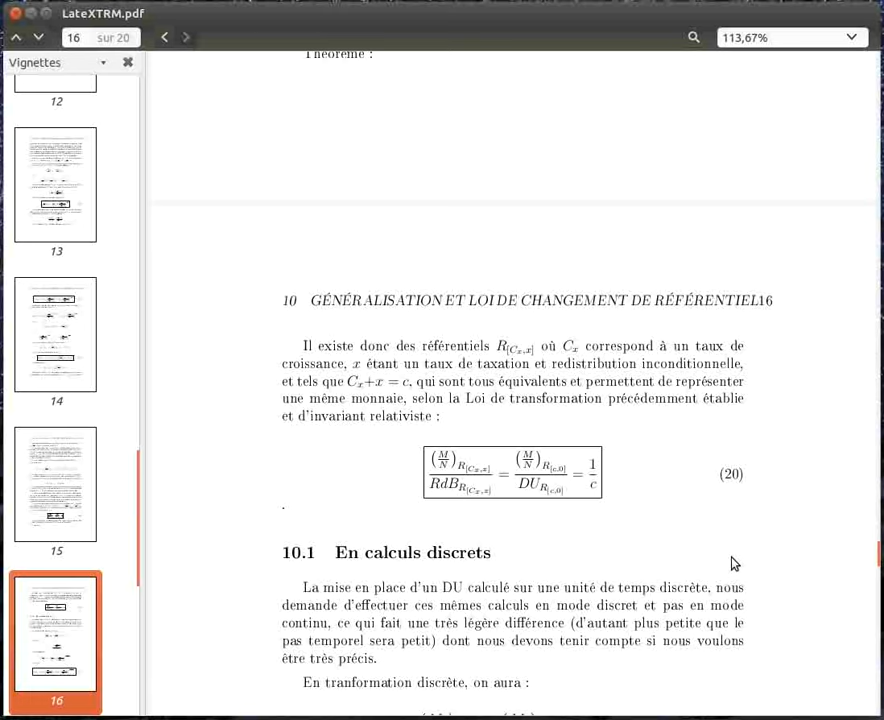 LateXTRM.pdf
16 sur 20
113,67%
Vignettes
12
13
14
15
16
Théorème :
10 GÉNÉRALISATION ET LOI DE CHANGEMENT DE RÉFÉRENTIEL16
Il existe donc des référentiels R[Cₓ,x] où Cₓ correspond à un taux de
croissance, x étant un taux de taxation et redistribution inconditionnelle,
et tels que Cₓ+x = c, qui sont tous équivalents et permettent de représenter
une même monnaie, selon la Loi de transformation précédemment établie
et d'invariant relativiste :
(M/N)R[Cₓ,x] / RdBR[Cₓ,x] = (M/N)R[c,0] / DUR[c,0] = 1/c (20)
.
10.1 En calculs discrets
La mise en place d'un DU calculé sur une unité de temps discrète, nous
demande d'effectuer ces mêmes calculs en mode discret et pas en mode
continu, ce qui fait une très légère différence (d'autant plus petite que le
pas temporel sera petit) dont nous devons tenir compte si nous voulons
être très précis.
En tranformation discrète, on aura :